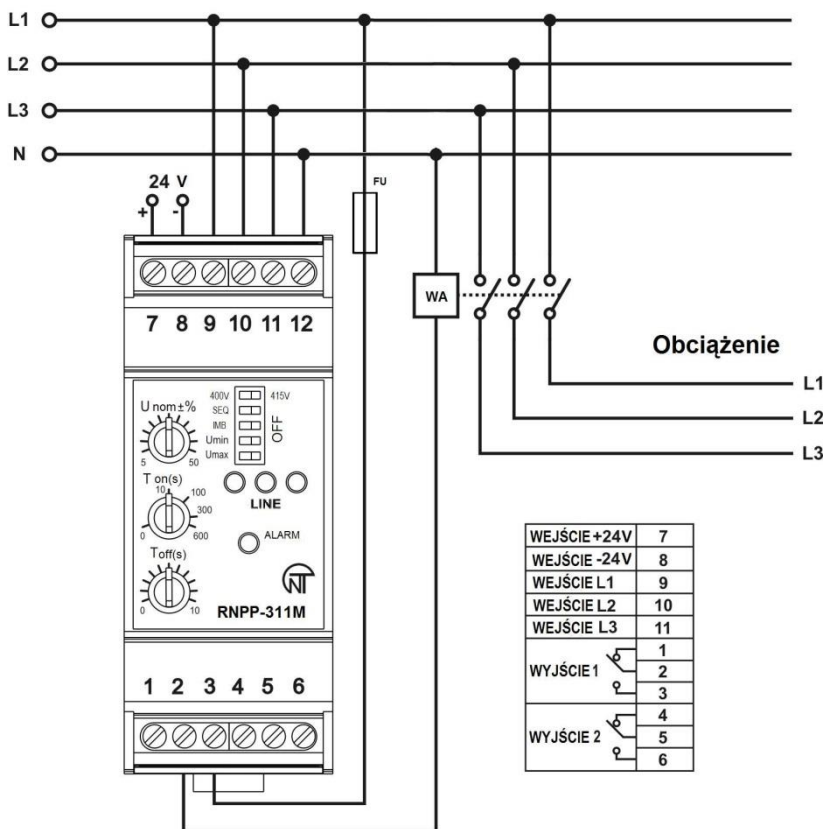 L1
L2
L3
N
24 V
+ -
FU
7 8 9 10 11 12
WA
Obciążenie
L1
L2
L3
400V 415V
SEQ
IMB
Umin
Umax
OFF
U nom±%
5 50
T on(s)
0 10 100 300 600
LINE
ALARM
Toff(s)
0 10
NT
RNPP-311M
1 2 3 4 5 6
WEJŚCIE +24V 7
WEJŚCIE -24V 8
WEJŚCIE L1 9
WEJŚCIE L2 10
WEJŚCIE L3 11
WYJŚCIE 1 1
2
3
WYJŚCIE 2 4
5
6